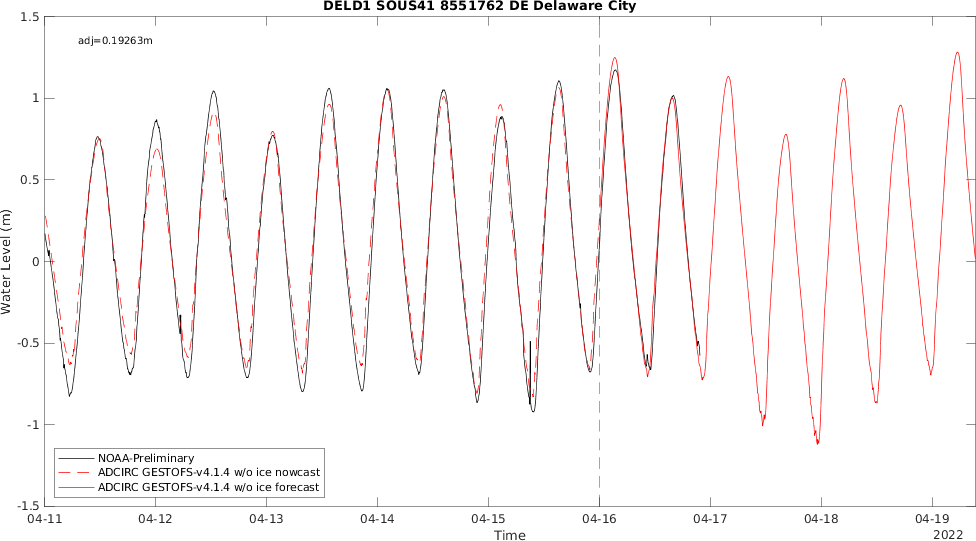 DELD1 SOUS41 8551762 DE Delaware City
adj=0.19263m
1.5
1
0.5
0
-0.5
-1
-1.5
Water Level (m)
NOAA-Preliminary
ADCIRC GESTOFS-v4.1.4 w/o ice nowcast
ADCIRC GESTOFS-v4.1.4 w/o ice forecast
04-11 04-12 04-13 04-14 04-15 04-16 04-17 04-18 04-19
Time
2022